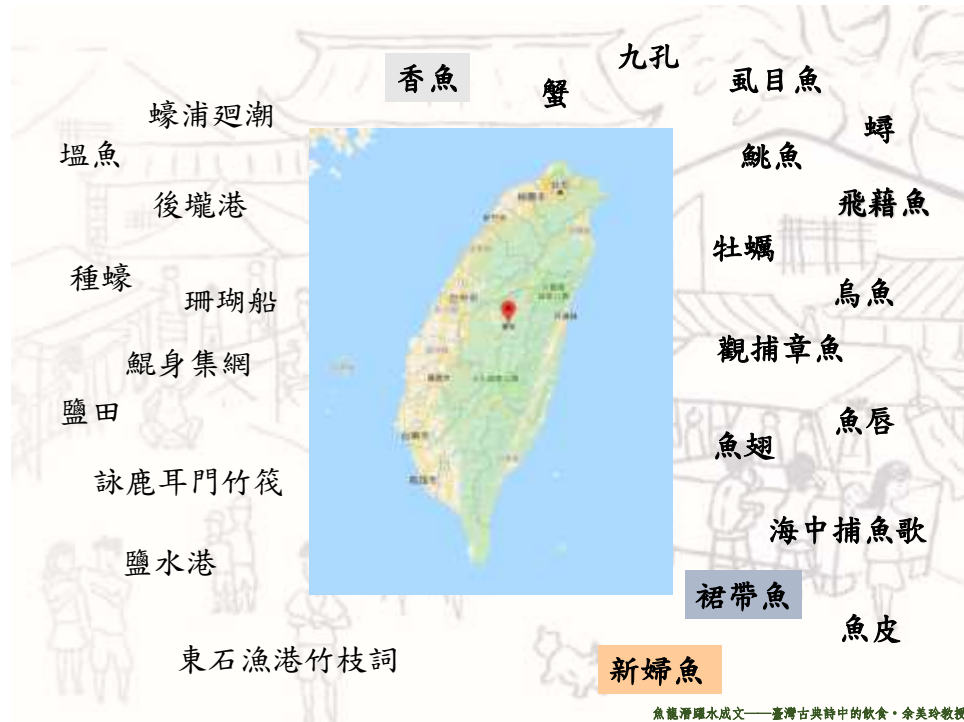 九孔
香魚
蟹
虱目魚
蠔浦迴潮
蟳
塭魚
鮡魚
後壠港
飛藉魚
牡蠣
種蠔
珊瑚船
烏魚
鯤身集網
觀捕章魚
鹽田
魚唇
魚翅
詠鹿耳門竹筏
海中捕魚歌
鹽水港
裙帶魚
魚皮
東石漁港竹枝詞
新婦魚
魚龍潛躍水成文——臺灣古典詩中的飲食‧余美玲教授